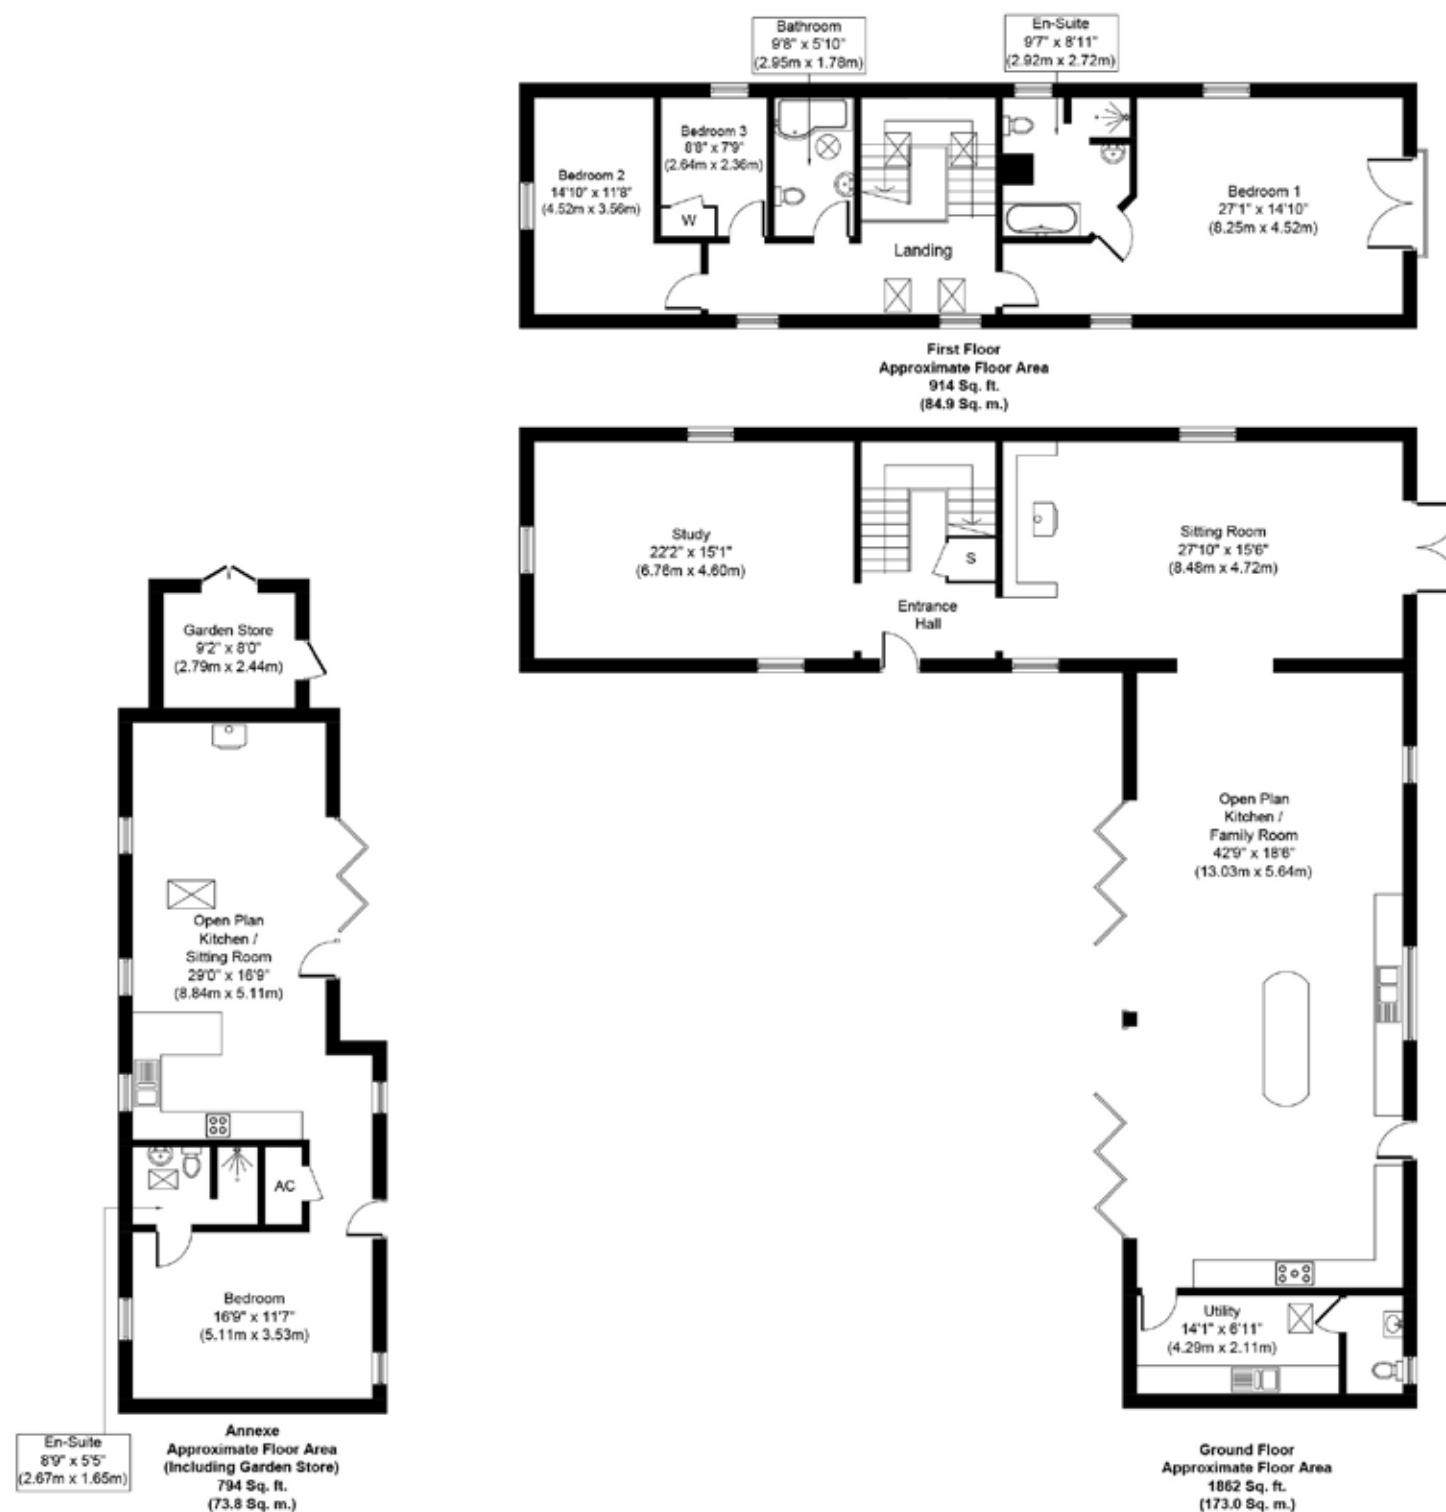 Bathroom
9'8" x 5'10"
(2.95m x 1.78m)
En-Suite
9'7" x 8'11"
(2.92m x 2.72m)
Bedroom 2
14'10" x 11'8"
(4.52m x 3.56m)
Bedroom 3
8'8" x 7'9"
(2.64m x 2.36m)
W
Landing
Bedroom 1
27'1" x 14'10"
(8.25m x 4.52m)
First Floor
Approximate Floor Area
914 Sq. ft.
(84.9 Sq. m.)
Study
22'2" x 15'1"
(6.76m x 4.60m)
S
Entrance
Hall
Sitting Room
27'10" x 15'6"
(8.48m x 4.72m)
Garden Store
9'2" x 8'0"
(2.79m x 2.44m)
Open Plan
Kitchen /
Family Room
42'9" x 18'6"
(13.03m x 5.64m)
Open Plan
Kitchen /
Sitting Room
29'0" x 16'9"
(8.84m x 5.11m)
AC
Bedroom
16'9" x 11'7"
(5.11m x 3.53m)
Utility
14'1" x 6'11"
(4.29m x 2.11m)
En-Suite
8'9" x 5'5"
(2.67m x 1.65m)
Annexe
Approximate Floor Area
(Including Garden Store)
794 Sq. ft.
(73.8 Sq. m.)
Ground Floor
Approximate Floor Area
1862 Sq. ft.
(173.0 Sq. m.)